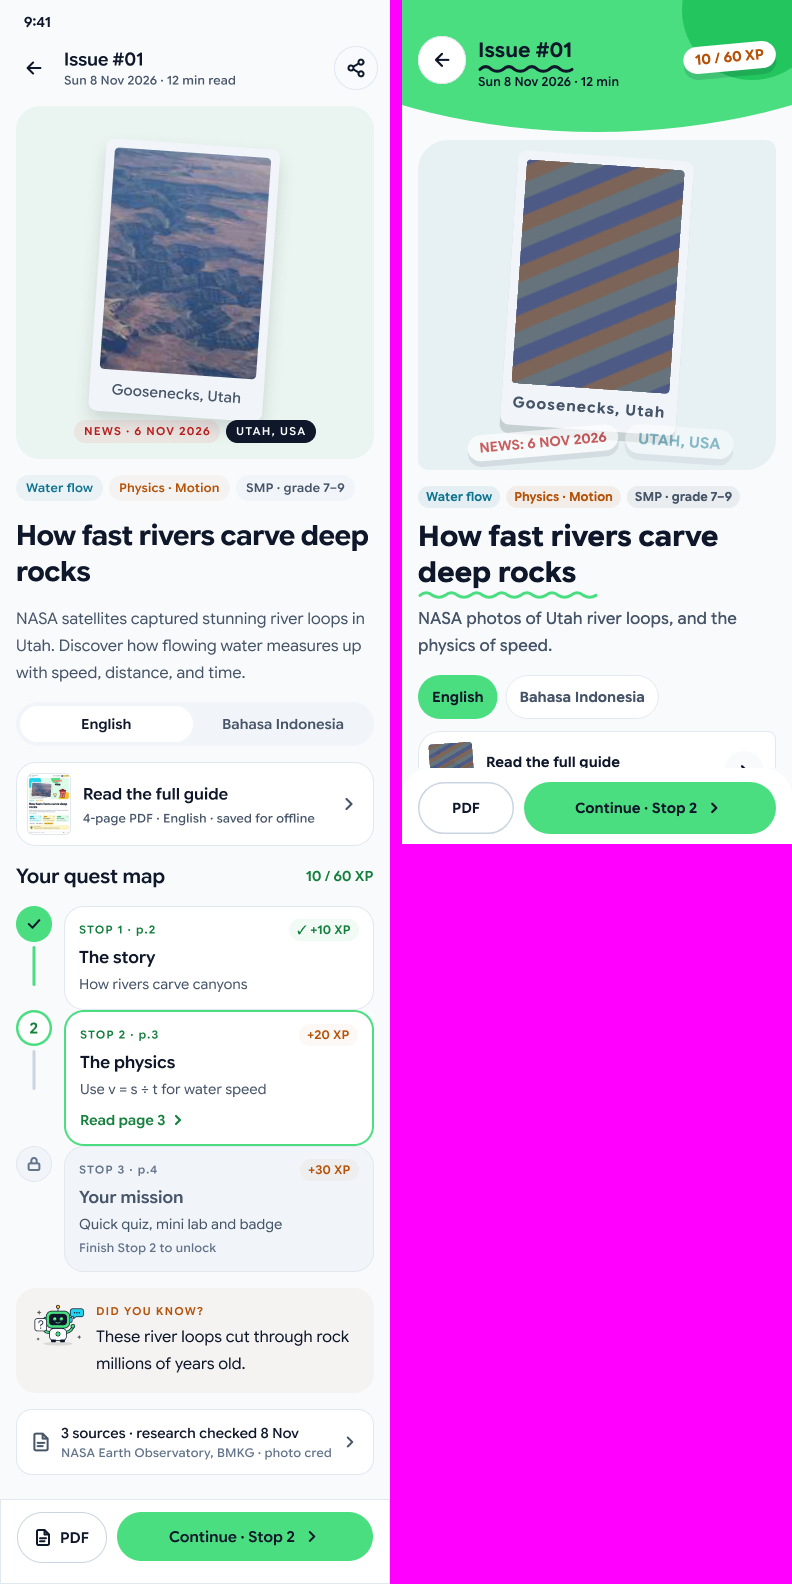 9:41
Issue #01
Sun 8 Nov 2026 · 12 min read
Goosenecks, Utah
NEWS · 6 NOV 2026
UTAH, USA
Water flow
Physics · Motion
SMP · grade 7–9
How fast rivers carve deep
rocks
NASA satellites captured stunning river loops in
Utah. Discover how flowing water measures up
with speed, distance, and time.
English
Bahasa Indonesia
Read the full guide
4-page PDF · English · saved for offline
Your quest map
10 / 60 XP
STOP 1 · p.2
✓ +10 XP
The story
How rivers carve canyons
2
STOP 2 · p.3
+20 XP
The physics
Use v = s ÷ t for water speed
Read page 3
STOP 3 · p.4
+30 XP
Your mission
Quick quiz, mini lab and badge
Finish Stop 2 to unlock
DID YOU KNOW?
?
These river loops cut through rock
millions of years old.
3 sources · research checked 8 Nov
NASA Earth Observatory, BMKG · photo cred
PDF
Continue · Stop 2
Issue #01
Sun 8 Nov 2026 · 12 min
10 / 60 XP
Goosenecks, Utah
NEWS: 6 NOV 2026
UTAH, USA
Water flow
Physics · Motion
SMP · grade 7–9
How fast rivers carve
deep rocks
NASA photos of Utah river loops, and the
physics of speed.
English
Bahasa Indonesia
Read the full guide
PDF
Continue · Stop 2